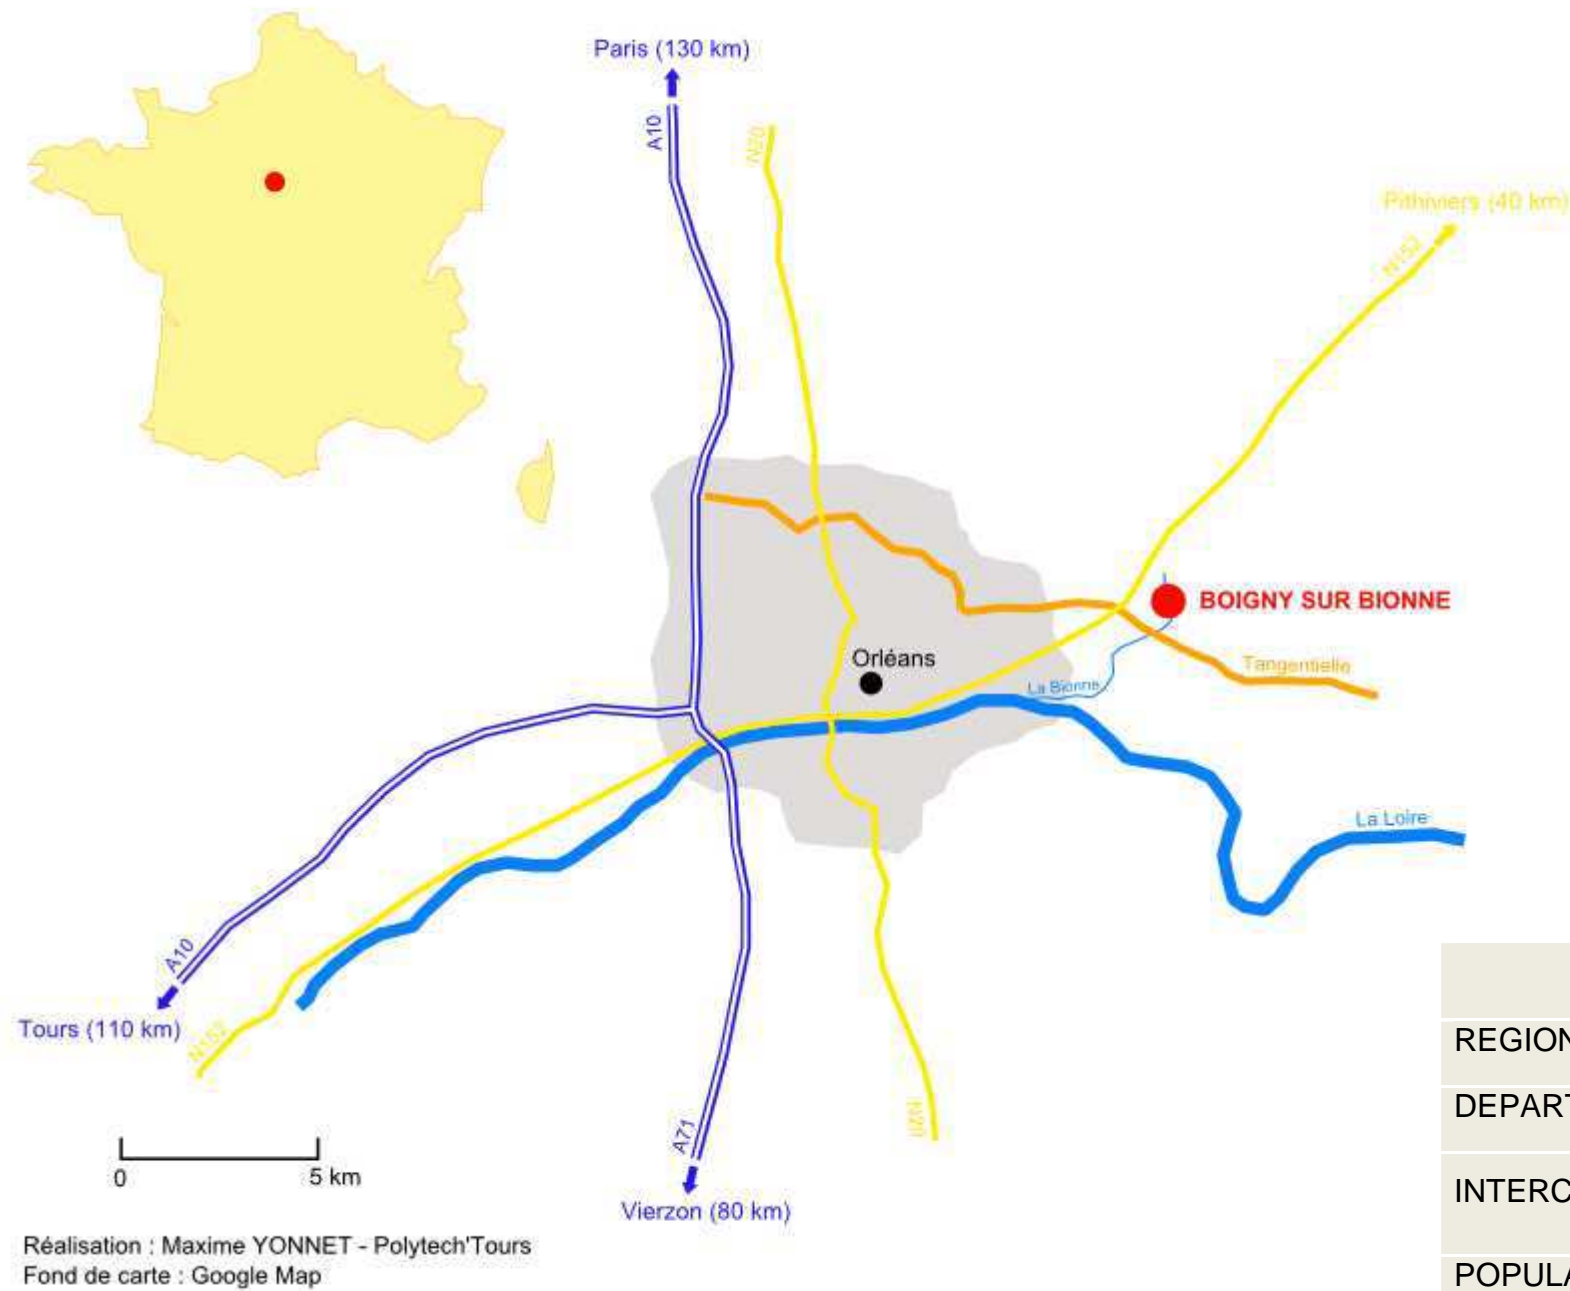 Paris (130 km)
A10
N20
Pithiviers (40 km)
N152
BOIGNY SUR BIONNE
Orléans
Tangentielle
La Bionne
La Loire
A10
Tours (110 km)
N152
N20
A71
Vierzon (80 km)
0
5 km
REGION
DEPART
INTERC
POPULA
Réalisation : Maxime YONNET - Polytech'Tours
Fond de carte : Google Map